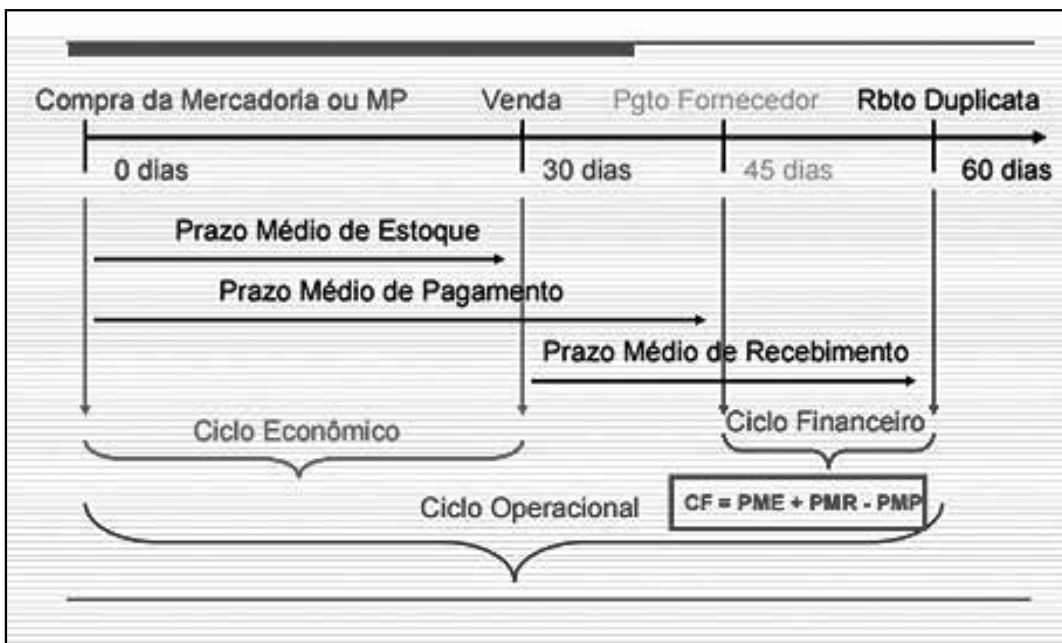 Compra da Mercadoria ou MP Venda Pgto Fornecedor Rbto Duplicata
0 dias 30 dias 45 dias 60 dias
Prazo Médio de Estoque
Prazo Médio de Pagamento
Prazo Médio de Recebimento
Ciclo Econômico Ciclo Financeiro
Ciclo Operacional CF = PME + PMR - PMP